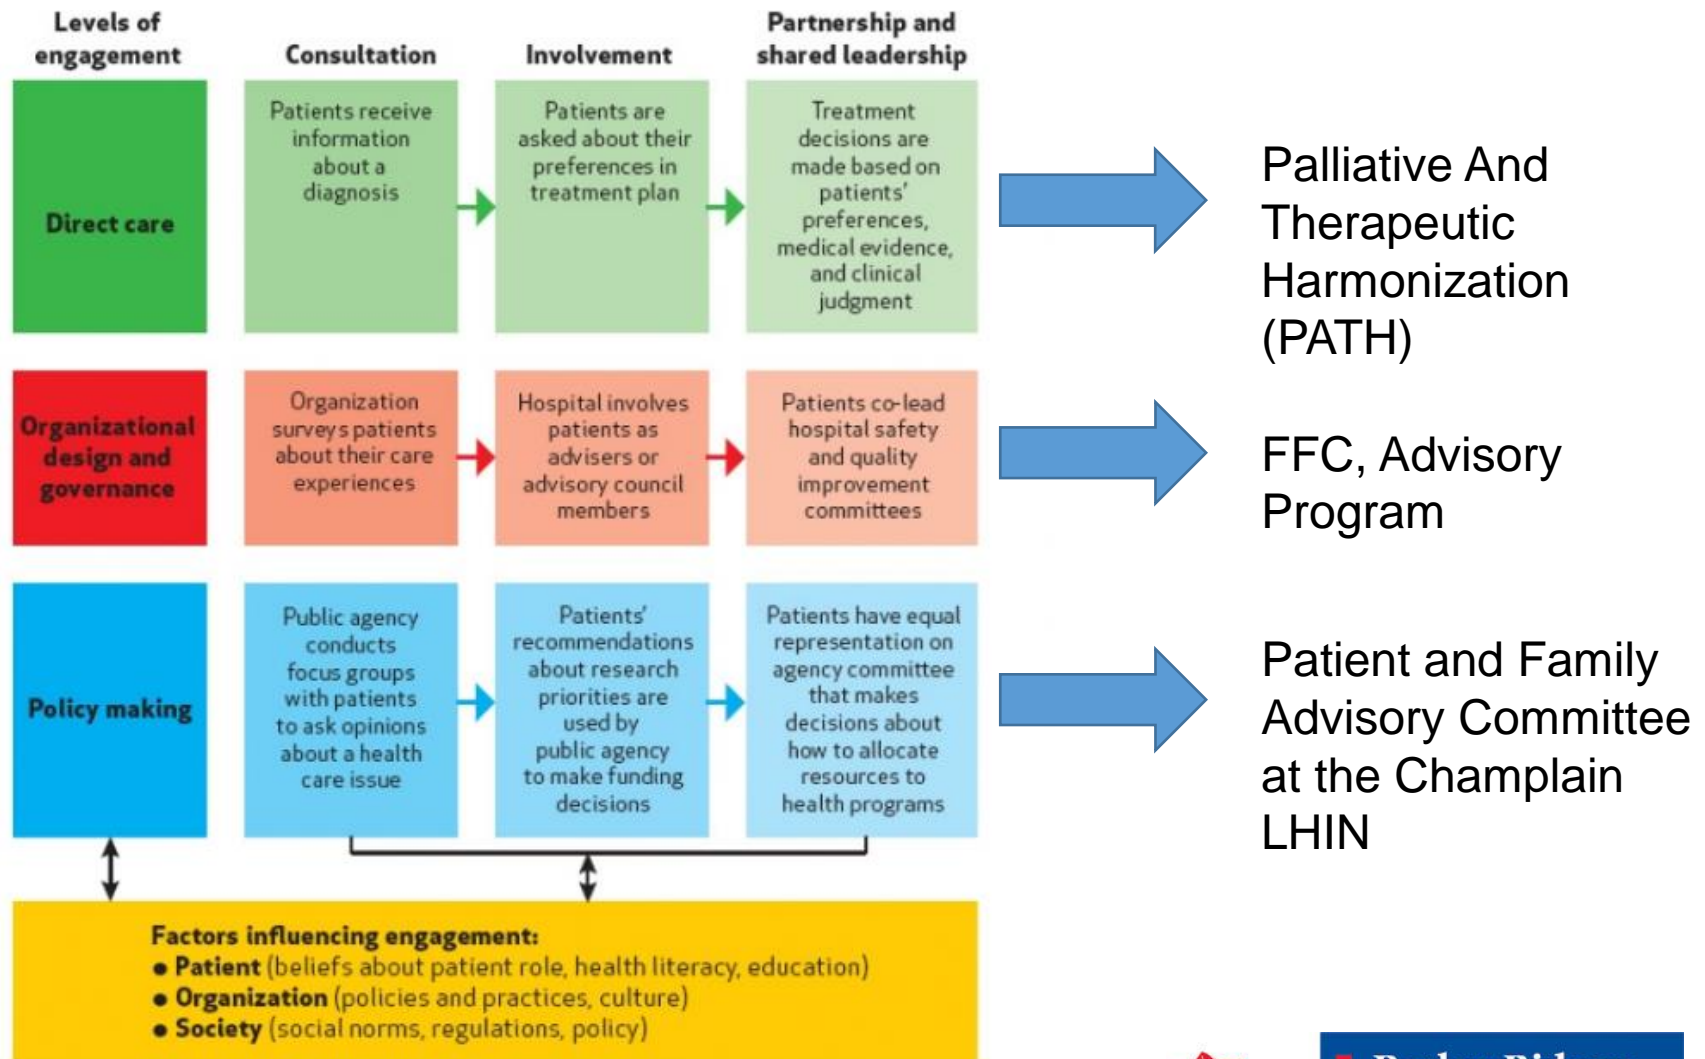 Levels of
engagement
Consultation
Involvement
Partnership and
shared leadership
Direct care
Patients receive
information
about a
diagnosis
Patients are
asked about their
preferences in
treatment plan
Treatment
decisions are
made based on
patients'
preferences,
medical evidence,
and clinical
judgment
Palliative And
Therapeutic
Harmonization
(PATH)
Organizational
design and
governance
Organization
surveys patients
about their care
experiences
Hospital involves
patients as
advisers or
advisory council
members
Patients co-lead
hospital safety
and quality
improvement
committees
FFC, Advisory
Program
Policy making
Public agency
conducts
focus groups
with patients
to ask opinions
about a health
care issue
Patients'
recommendations
about research
priorities are
used by
public agency
to make funding
decisions
Patients have equal
representation on
agency committee
that makes
decisions about
how to allocate
resources to
health programs
Patient and Family
Advisory Committee
at the Champlain
LHIN
Factors influencing engagement:
● Patient (beliefs about patient role, health literacy, education)
● Organization (policies and practices, culture)
● Society (social norms, regulations, policy)